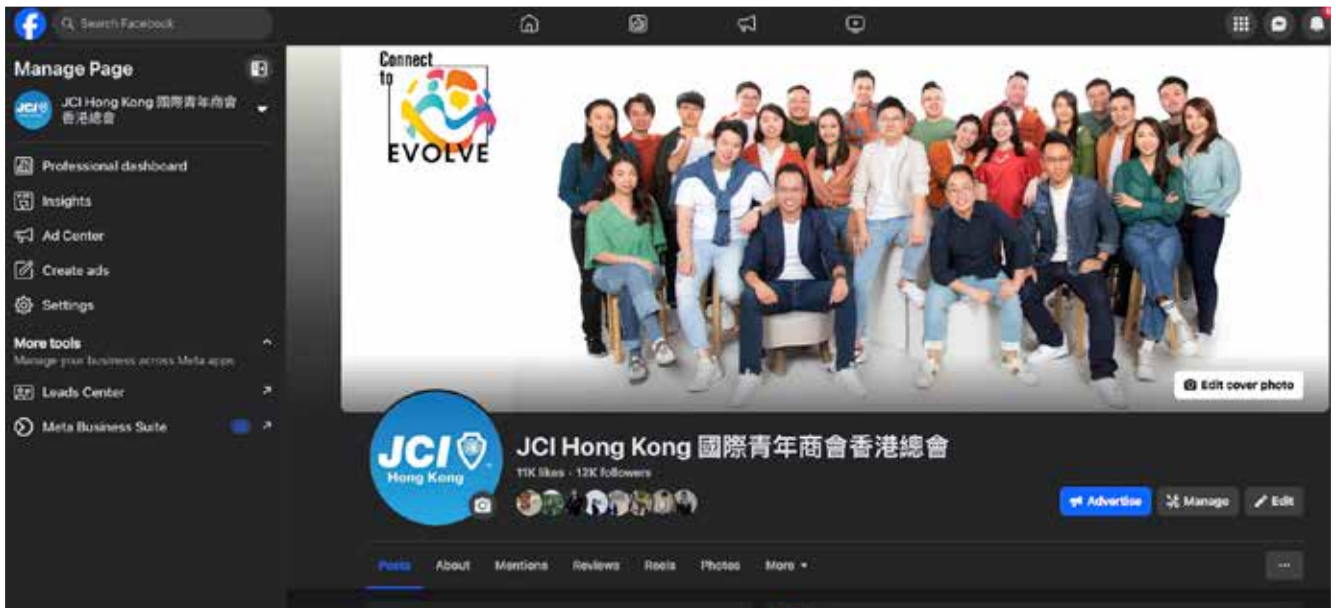 Search Facebook
Manage Page
JCI Hong Kong 國際青年商會
香港總會
Professional dashboard
Insights
Ad Center
Create ads
Settings
More tools
Manage your business across Meta apps
Leads Center
Meta Business Suite
Connect
to
EVOLVE
Edit cover photo
JCI
Hong Kong
JCI Hong Kong 國際青年商會香港總會
11K likes · 12K followers
Advertise
Manage
Edit
Posts
About
Mentions
Reviews
Reels
Photos
More